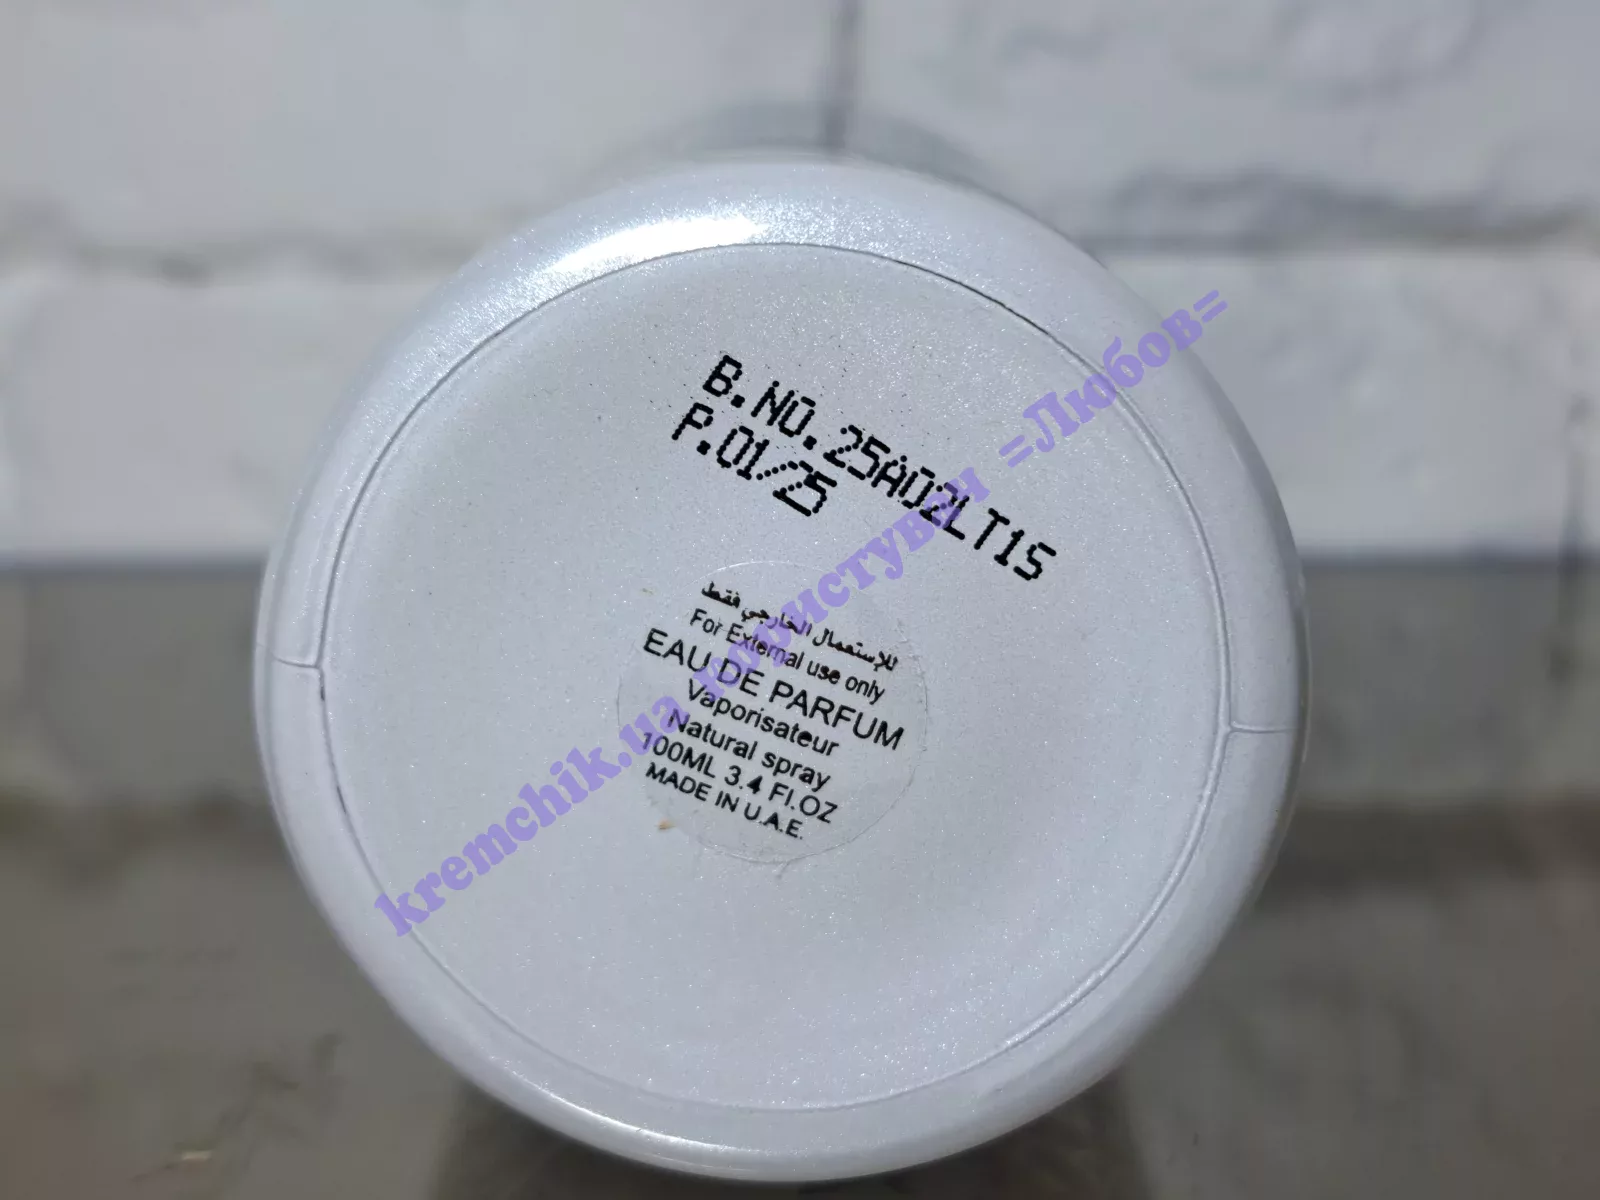 B.NO.25A02LT15
P.01/25
للإستعمال الخارجي فقط
For External use only
EAU DE PARFUM
Vaporisateur
Natural spray
100ML 3.4 Fl.OZ
MADE IN U.A.E.
kremchik.ua користувач =Любов=